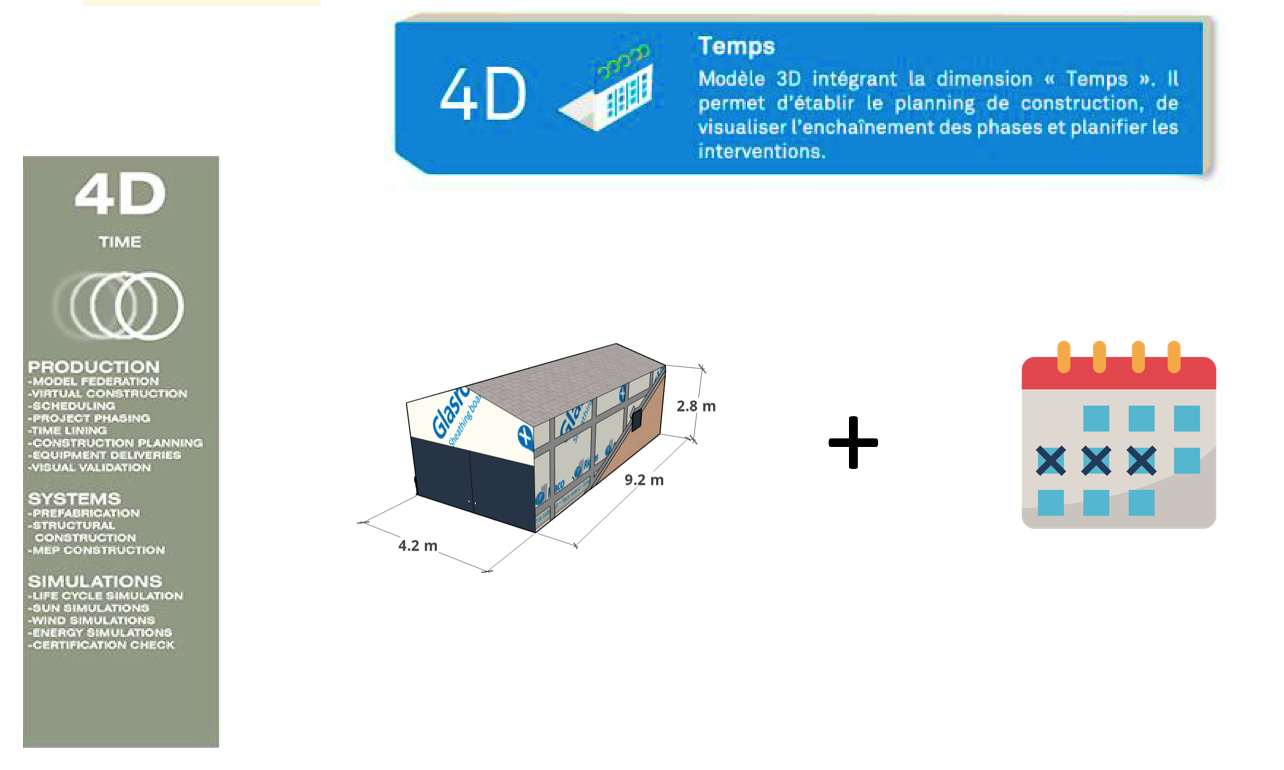 4D
Temps
Modèle 3D intégrant la dimension « Temps ». Il
permet d'établir le planning de construction, de
visualiser l'enchaînement des phases et planifier les
interventions.
4D
TIME
PRODUCTION
-MODEL FEDERATION
-VIRTUAL CONSTRUCTION
-SCHEDULING
-PROJECT PHASING
-TIME LINING
-CONSTRUCTION PLANNING
-EQUIPMENT DELIVERIES
-VISUAL VALIDATION
SYSTEMS
-PREFABRICATION
-STRUCTURAL
CONSTRUCTION
-MEP CONSTRUCTION
SIMULATIONS
-LIFE CYCLE SIMULATION
-SUN SIMULATIONS
-WIND SIMULATIONS
-ENERGY SIMULATIONS
-CERTIFICATION CHECK
Glasro
Sheathing boa
2.8 m
9.2 m
4.2 m